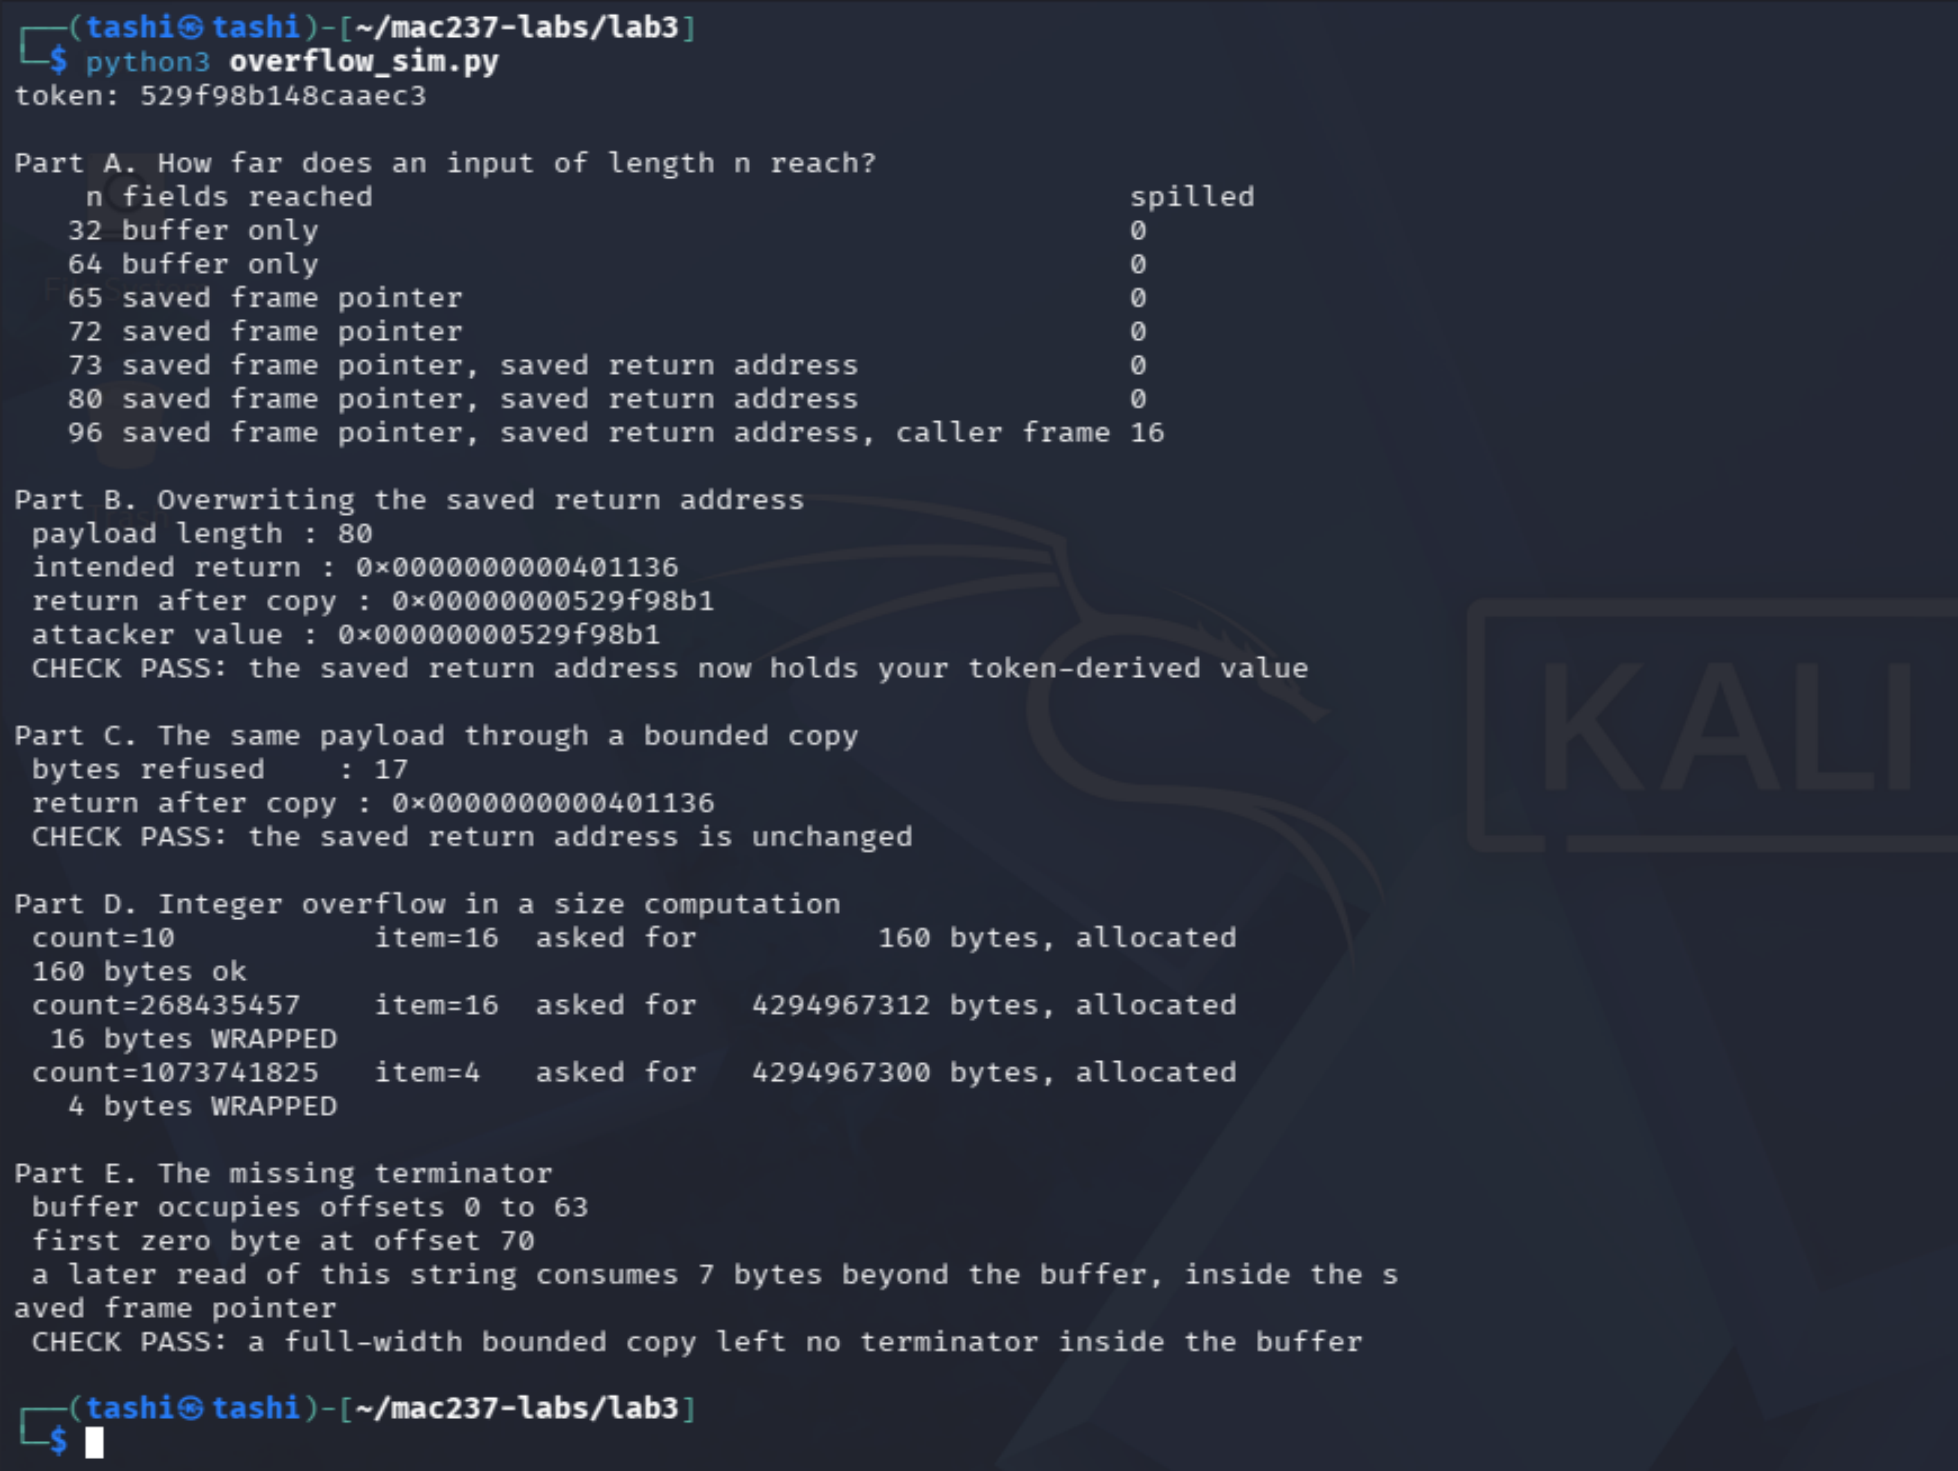 ┌──(tashi㉿tashi)-[~/mac237-labs/lab3]
└─$ python3 overflow_sim.py
token: 529f98b148caaec3

Part A. How far does an input of length n reach?
    n fields reached                                          spilled
   32 buffer only                                             0
   64 buffer only                                             0
   65 saved frame pointer                                     0
   72 saved frame pointer                                     0
   73 saved frame pointer, saved return address               0
   80 saved frame pointer, saved return address               0
   96 saved frame pointer, saved return address, caller frame 16

Part B. Overwriting the saved return address
 payload length : 80
 intended return : 0×0000000000401136
 return after copy : 0×00000000529f98b1
 attacker value : 0×00000000529f98b1
 CHECK PASS: the saved return address now holds your token-derived value

Part C. The same payload through a bounded copy
 bytes refused    : 17
 return after copy : 0×0000000000401136
 CHECK PASS: the saved return address is unchanged

Part D. Integer overflow in a size computation
 count=10           item=16  asked for          160 bytes, allocated
 160 bytes ok
 count=268435457    item=16  asked for   4294967312 bytes, allocated
  16 bytes WRAPPED
 count=1073741825   item=4   asked for   4294967300 bytes, allocated
   4 bytes WRAPPED

Part E. The missing terminator
 buffer occupies offsets 0 to 63
 first zero byte at offset 70
 a later read of this string consumes 7 bytes beyond the buffer, inside the s
aved frame pointer
 CHECK PASS: a full-width bounded copy left no terminator inside the buffer

┌──(tashi㉿tashi)-[~/mac237-labs/lab3]
└─$
KALI